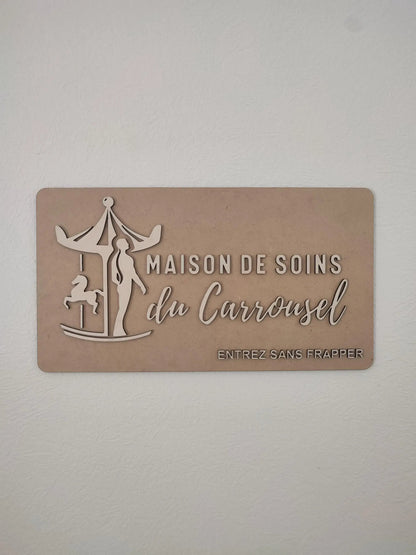 MAISON DE SOINS
du Carrousel
ENTREZ SANS FRAPPER